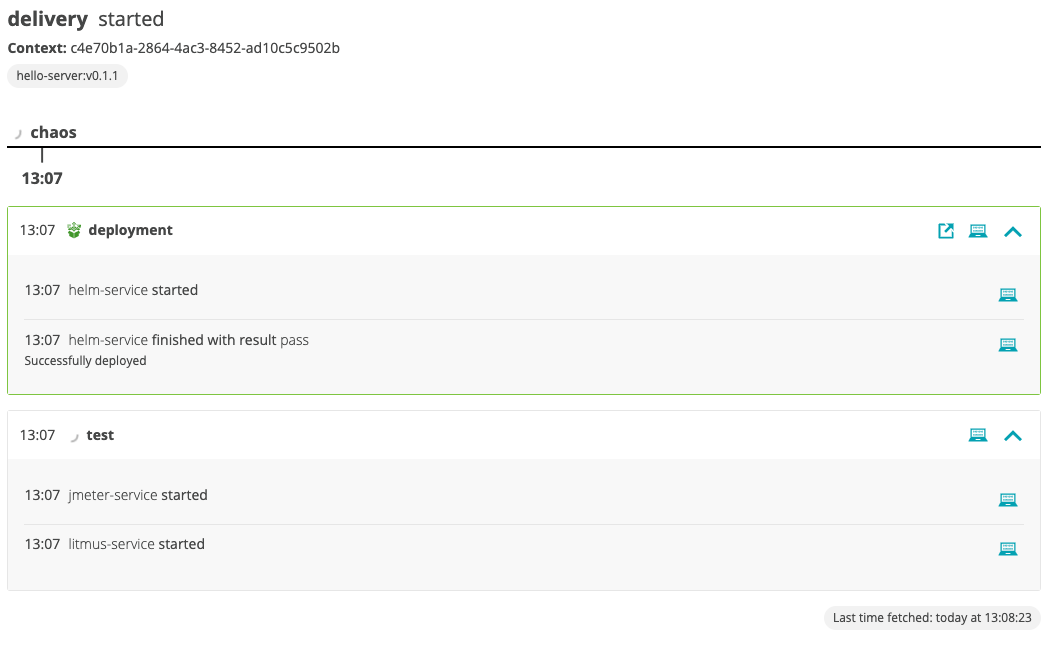 delivery started
Context: c4e70b1a-2864-4ac3-8452-ad10c5c9502b
hello-server:v0.1.1
chaos
13:07
13:07 deployment
13:07 helm-service started
13:07 helm-service finished with result pass
Successfully deployed
13:07 test
13:07 jmeter-service started
13:07 litmus-service started
Last time fetched: today at 13:08:23